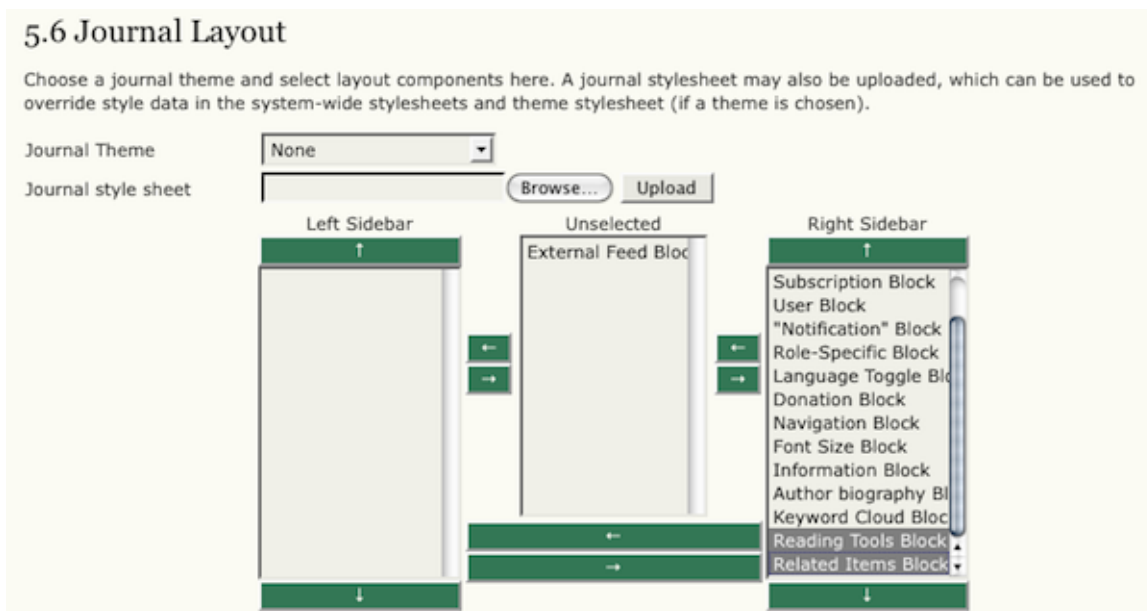 5.6 Journal Layout
Choose a journal theme and select layout components here. A journal stylesheet may also be uploaded, which can be used to
override style data in the system-wide stylesheets and theme stylesheet (if a theme is chosen).
Journal Theme None
Journal style sheet Browse... Upload
Left Sidebar Unselected Right Sidebar
↑ ↑
External Feed Bloc
Subscription Block
User Block
"Notification" Block
← ←
Role-Specific Block
→ →
Language Toggle Blo
Donation Block
Navigation Block
Font Size Block
Information Block
Author biography Bl
Keyword Cloud Bloc
←
Reading Tools Block
→
Related Items Block
↓ ↓